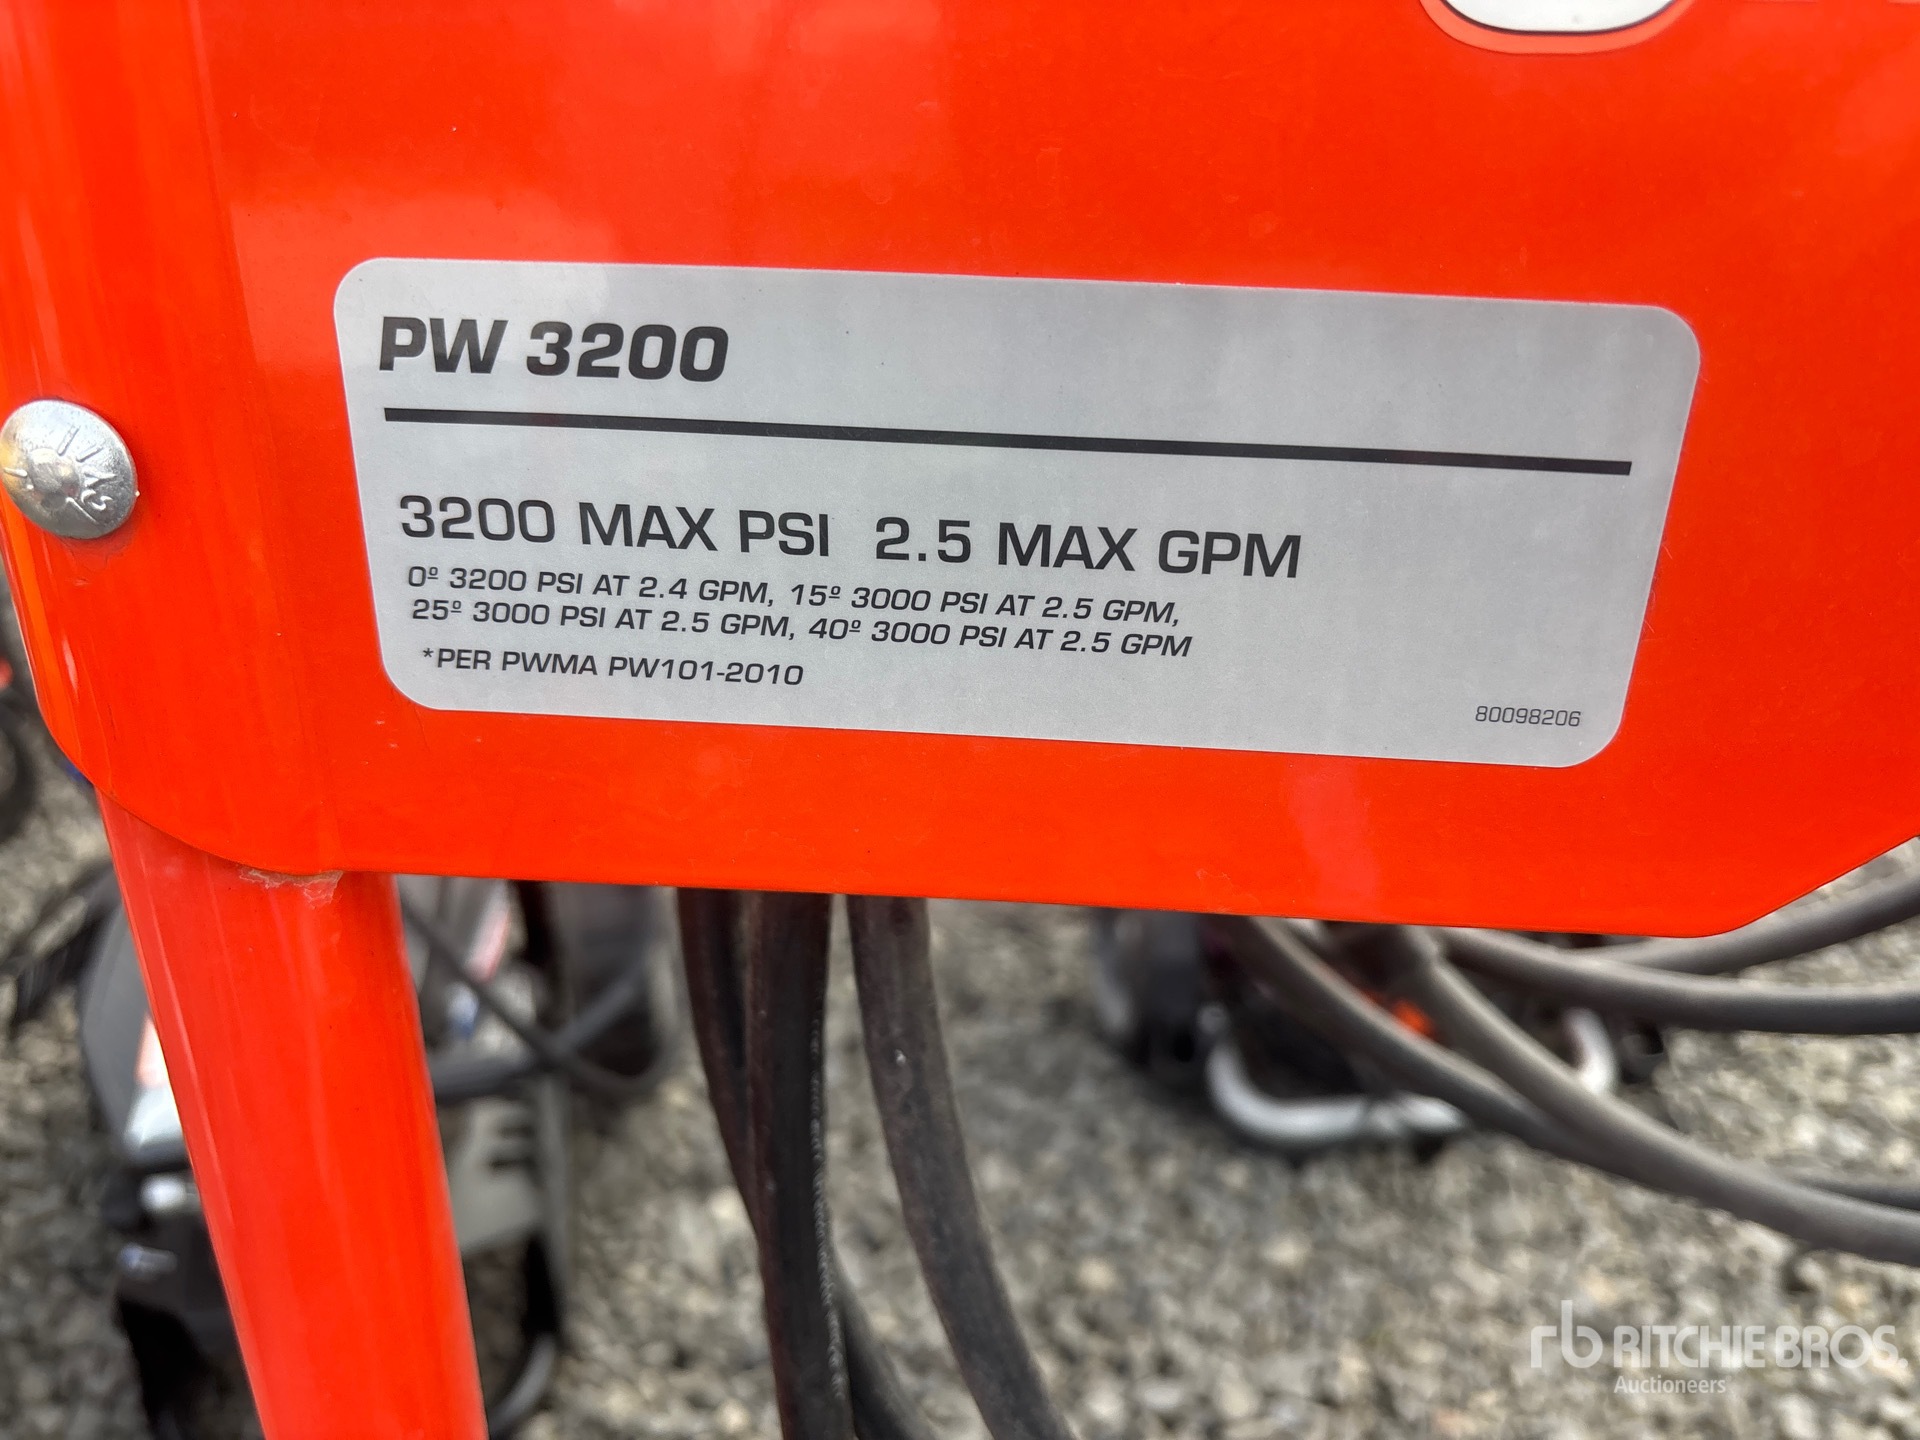 PW 3200
3200 MAX PSI 2.5 MAX GPM
0º 3200 PSI AT 2.4 GPM, 15º 3000 PSI AT 2.5 GPM,
25º 3000 PSI AT 2.5 GPM, 40º 3000 PSI AT 2.5 GPM
*PER PWMA PW101-2010
80098206
rb RITCHIE BROS.
Auctioneers